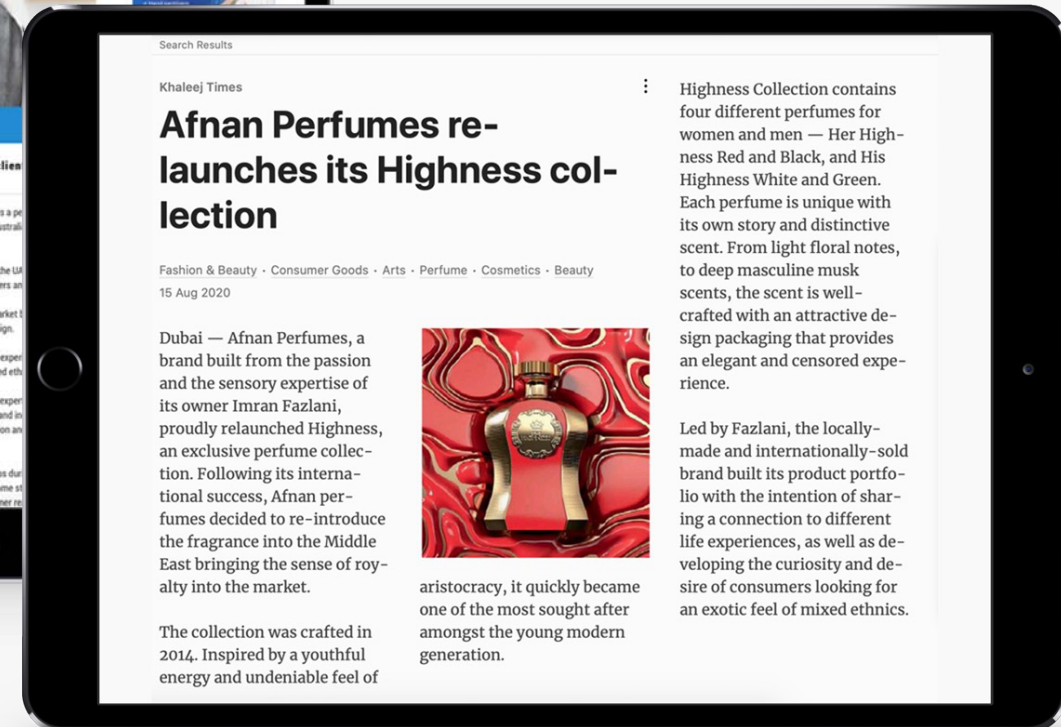 Search Results
Khaleej Times
Afnan Perfumes re-
launches its Highness col-
lection
Fashion & Beauty · Consumer Goods · Arts · Perfume · Cosmetics · Beauty
15 Aug 2020
Dubai — Afnan Perfumes, a
brand built from the passion
and the sensory expertise of
its owner Imran Fazlani,
proudly relaunched Highness,
an exclusive perfume collec-
tion. Following its interna-
tional success, Afnan per-
fumes decided to re-introduce
the fragrance into the Middle
East bringing the sense of roy-
alty into the market.
The collection was crafted in
2014. Inspired by a youthful
energy and undeniable feel of
aristocracy, it quickly became
one of the most sought after
amongst the young modern
generation.
Highness Collection contains
four different perfumes for
women and men — Her High-
ness Red and Black, and His
Highness White and Green.
Each perfume is unique with
its own story and distinctive
scent. From light floral notes,
to deep masculine musk
scents, the scent is well-
crafted with an attractive de-
sign packaging that provides
an elegant and censored expe-
rience.
Led by Fazlani, the locally-
made and internationally-sold
brand built its product portfo-
lio with the intention of shar-
ing a connection to different
life experiences, as well as de-
veloping the curiosity and de-
sire of consumers looking for
an exotic feel of mixed ethnics.